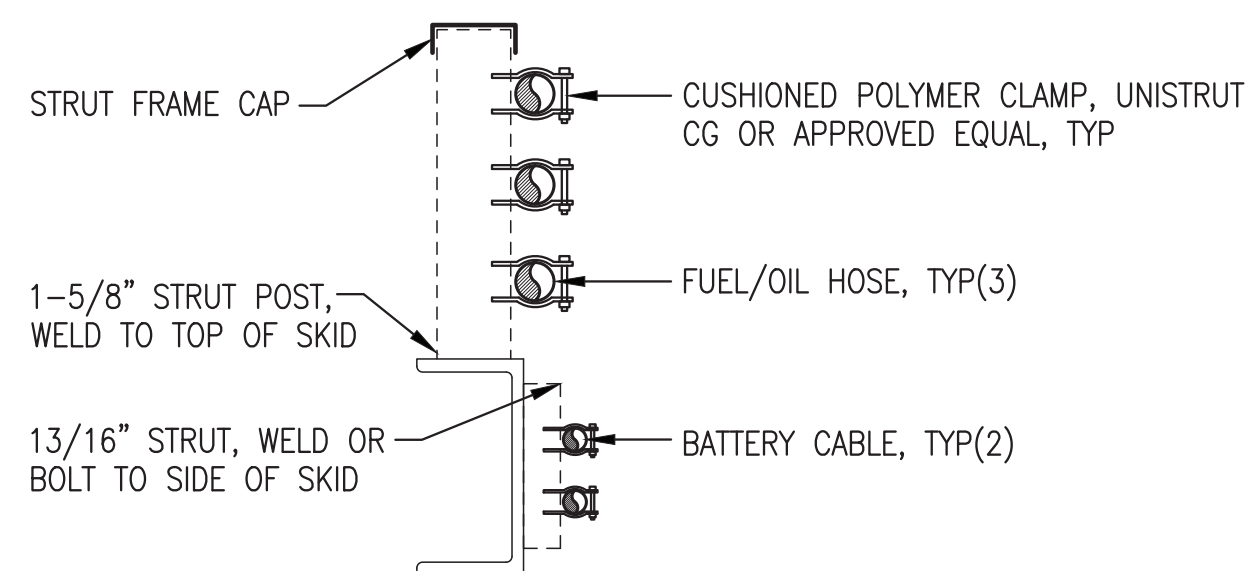 STRUT FRAME CAP
CUSHIONED POLYMER CLAMP, UNISTRUT
CG OR APPROVED EQUAL, TYP
FUEL/OIL HOSE, TYP(3)
1-5/8" STRUT POST,
WELD TO TOP OF SKID
13/16" STRUT, WELD OR
BOLT TO SIDE OF SKID
BATTERY CABLE, TYP(2)